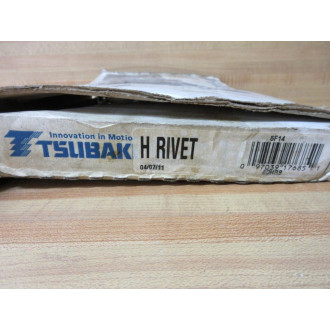 Innovation in Motio
TSUBAK
H RIVET
04/07/11
SF14